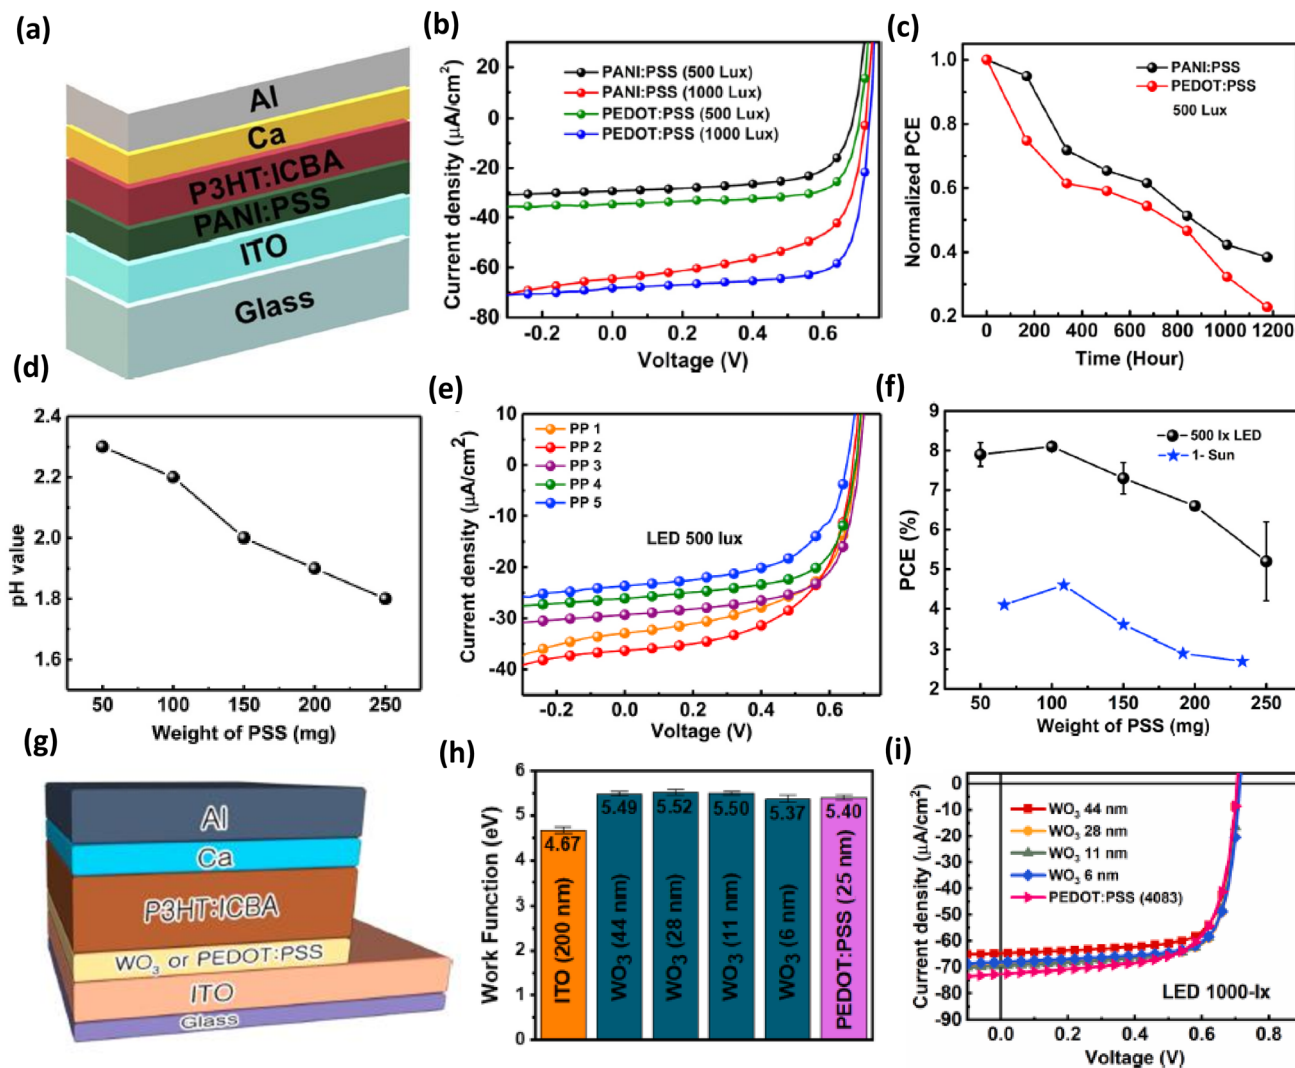 (a)
Al
Ca
P3HT:ICBA
PANI:PSS
ITO
Glass
(b)
20
0
-20
-40
-60
-80
Current density (μA/cm²)
PANI:PSS (500 Lux)
PANI:PSS (1000 Lux)
PEDOT:PSS (500 Lux)
PEDOT:PSS (1000 Lux)
-0.2 0.0 0.2 0.4 0.6
Voltage (V)
(c)
1.0
0.8
0.6
0.4
0.2
Normalized PCE
PANI:PSS
PEDOT:PSS
500 Lux
0 200 400 600 800 1000 1200
Time (Hour)
(d)
2.4
2.2
2.0
1.8
1.6
pH value
50 100 150 200 250
Weight of PSS (mg)
(e)
10
0
-10
-20
-30
-40
Current density (μA/cm²)
PP 1
PP 2
PP 3
PP 4
PP 5
LED 500 lux
-0.2 0.0 0.2 0.4 0.6
Voltage (V)
(f)
9
8
7
6
5
4
3
2
PCE (%)
500 lx LED
1- Sun
50 100 150 200 250
Weight of PSS (mg)
(g)
Al
Ca
P3HT:ICBA
WO₃ or PEDOT:PSS
ITO
Glass
(h)
6
5
4
3
2
1
0
Work Function (eV)
4.67
5.49
5.52
5.50
5.37
5.40
ITO (200 nm)
WO₃ (44 nm)
WO₃ (28 nm)
WO₃ (11 nm)
WO₃ (6 nm)
PEDOT:PSS (25 nm)
(i)
0
-10
-20
-30
-40
-50
-60
-70
-80
-90
Current density (μA/cm²)
WO₃ 44 nm
WO₃ 28 nm
WO₃ 11 nm
WO₃ 6 nm
PEDOT:PSS (4083)
LED 1000-lx
0.0 0.2 0.4 0.6 0.8
Voltage (V)